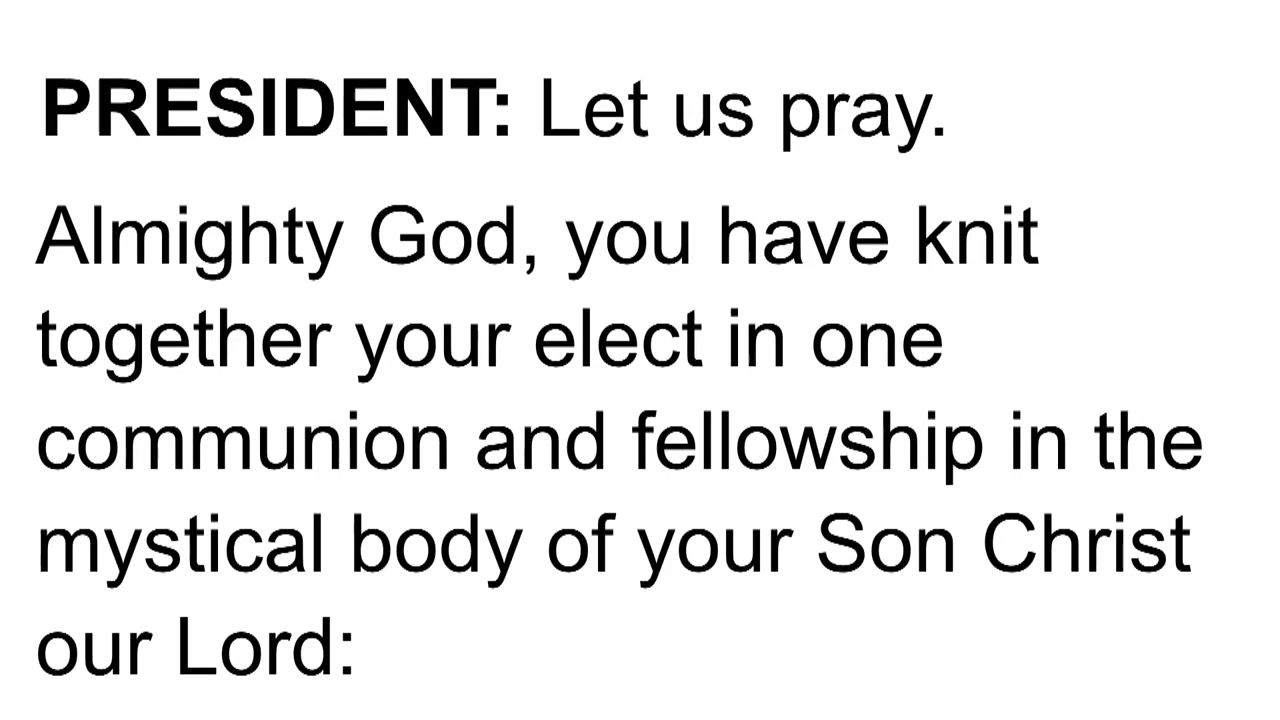 PRESIDENT: Let us pray.
Almighty God, you have knit
together your elect in one
communion and fellowship in the
mystical body of your Son Christ
our Lord: